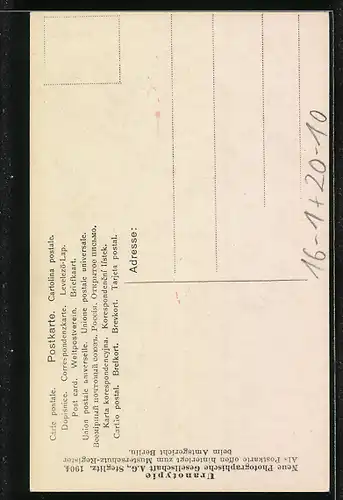 Carte postale. Postkarte. Cartolina postale.
Dopisnice. Correspondenzkarte. Levelező-Lap.
Post card. Weltpostverein. Briefkaart.
Union postale universelle. Unione postale universale.
Всемірный почтовый союзъ. Россія. Открытое письмо.
Karta korespondencyjna. Korespondenční lístek.
Cartão postal. Brefkort. Brevkort. Tarjeta postal.
Adresse:
Uranotypie
Neue Photographische Gesellschaft A.G., Steglitz. 1904.
Als Postkarte offen hinterlegt zum Musterschutz-Register
beim Amtsgericht Berlin.
16-1+20-10